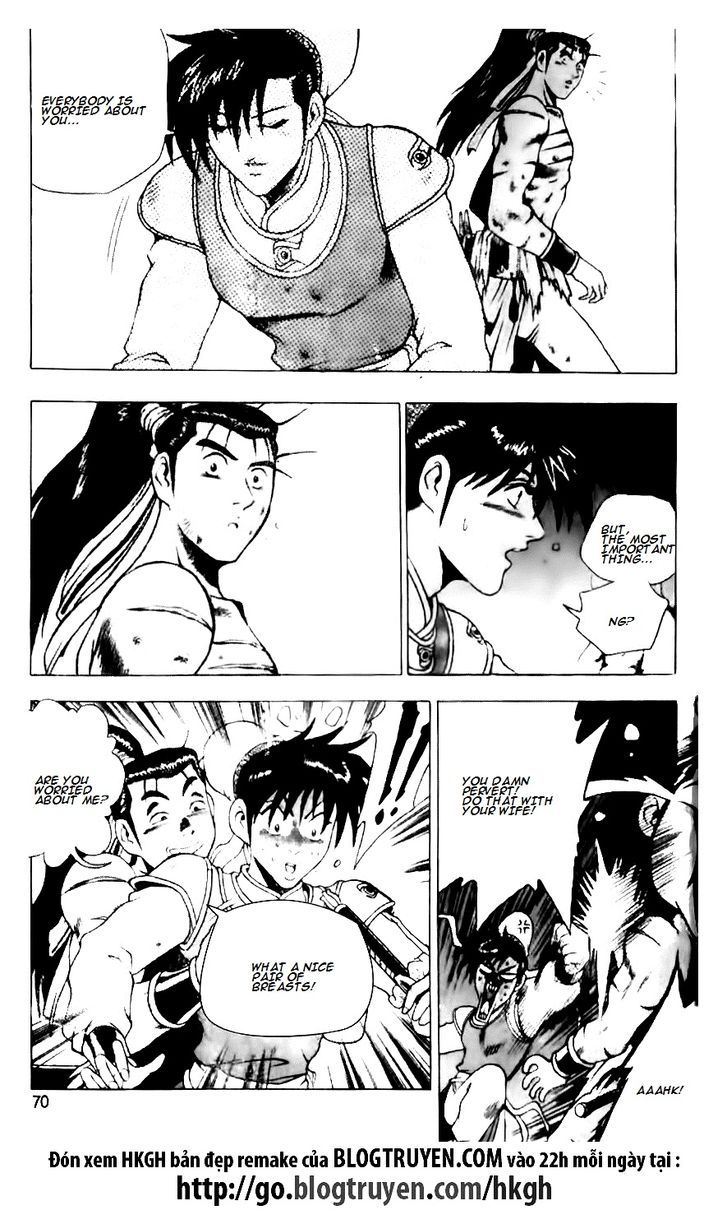 EVERYBODY IS
WORRIED ABOUT
YOU...
BUT,
THE MOST
IMPORTANT
THING...
NG?
ARE YOU
WORRIED
ABOUT ME?
WHAT A NICE
PAIR OF
BREASTS!
YOU DAMN
PERVERT!
DO THAT WITH
YOUR WIFE!
AAAHK!
70
Đón xem HKGH bản đẹp remake của BLOGTRUYEN.COM vào 22h mỗi ngày tại :
http://go.blogtruyen.com/hkgh